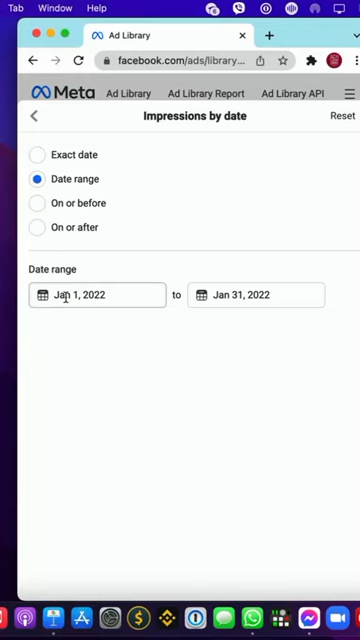 Tab Window Help
6
Ad Library
facebook.com/ads/library...
Meta Ad Library Ad Library Report Ad Library API
Impressions by date Reset
Exact date
Date range
On or before
On or after
Date range
Jan 1, 2022 to Jan 31, 2022